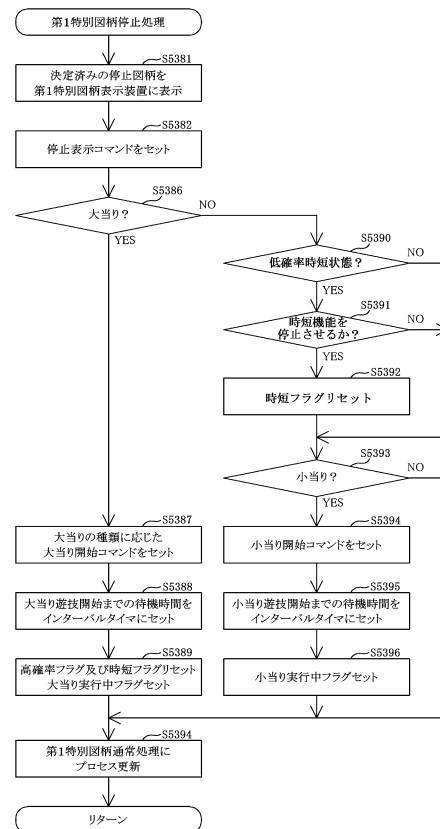 第1特別図柄停止処理
S5381
決定済みの停止図柄を
第1特別図柄表示装置に表示
S5382
停止表示コマンドをセット
S5386
大当り?
NO
YES
S5390
低確率時短状態?
NO
YES
S5391
時短機能を
停止させるか?
NO
YES
S5392
時短フラグリセット
S5393
小当り?
NO
YES
S5387
大当りの種類に応じた
大当り開始コマンドをセット
S5394
小当り開始コマンドをセット
S5388
大当り遊技開始までの待機時間を
インターバルタイマにセット
S5395
小当り遊技開始までの待機時間を
インターバルタイマにセット
S5389
高確率フラグ及び時短フラグリセット
大当り実行中フラグセット
S5396
小当り実行中フラグセット
S5394
第1特別図柄通常処理に
プロセス更新
リターン